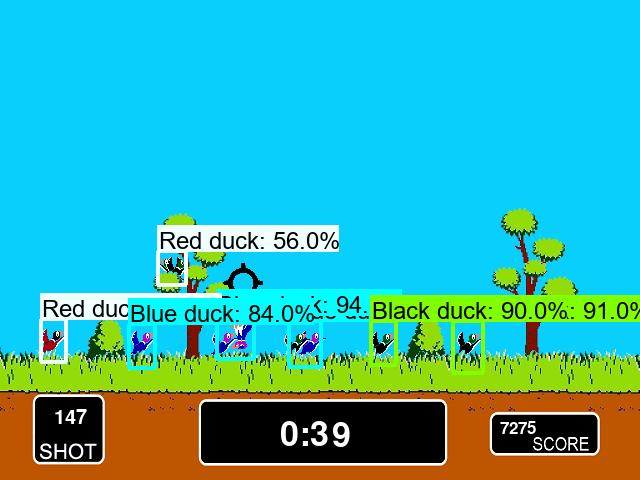 Red duck: 56.0%
Red duc
Blue duck: 84.0%
k: 94.
Black duck: 90.0%: 91.0%
147
SHOT
0:39
7275
SCORE